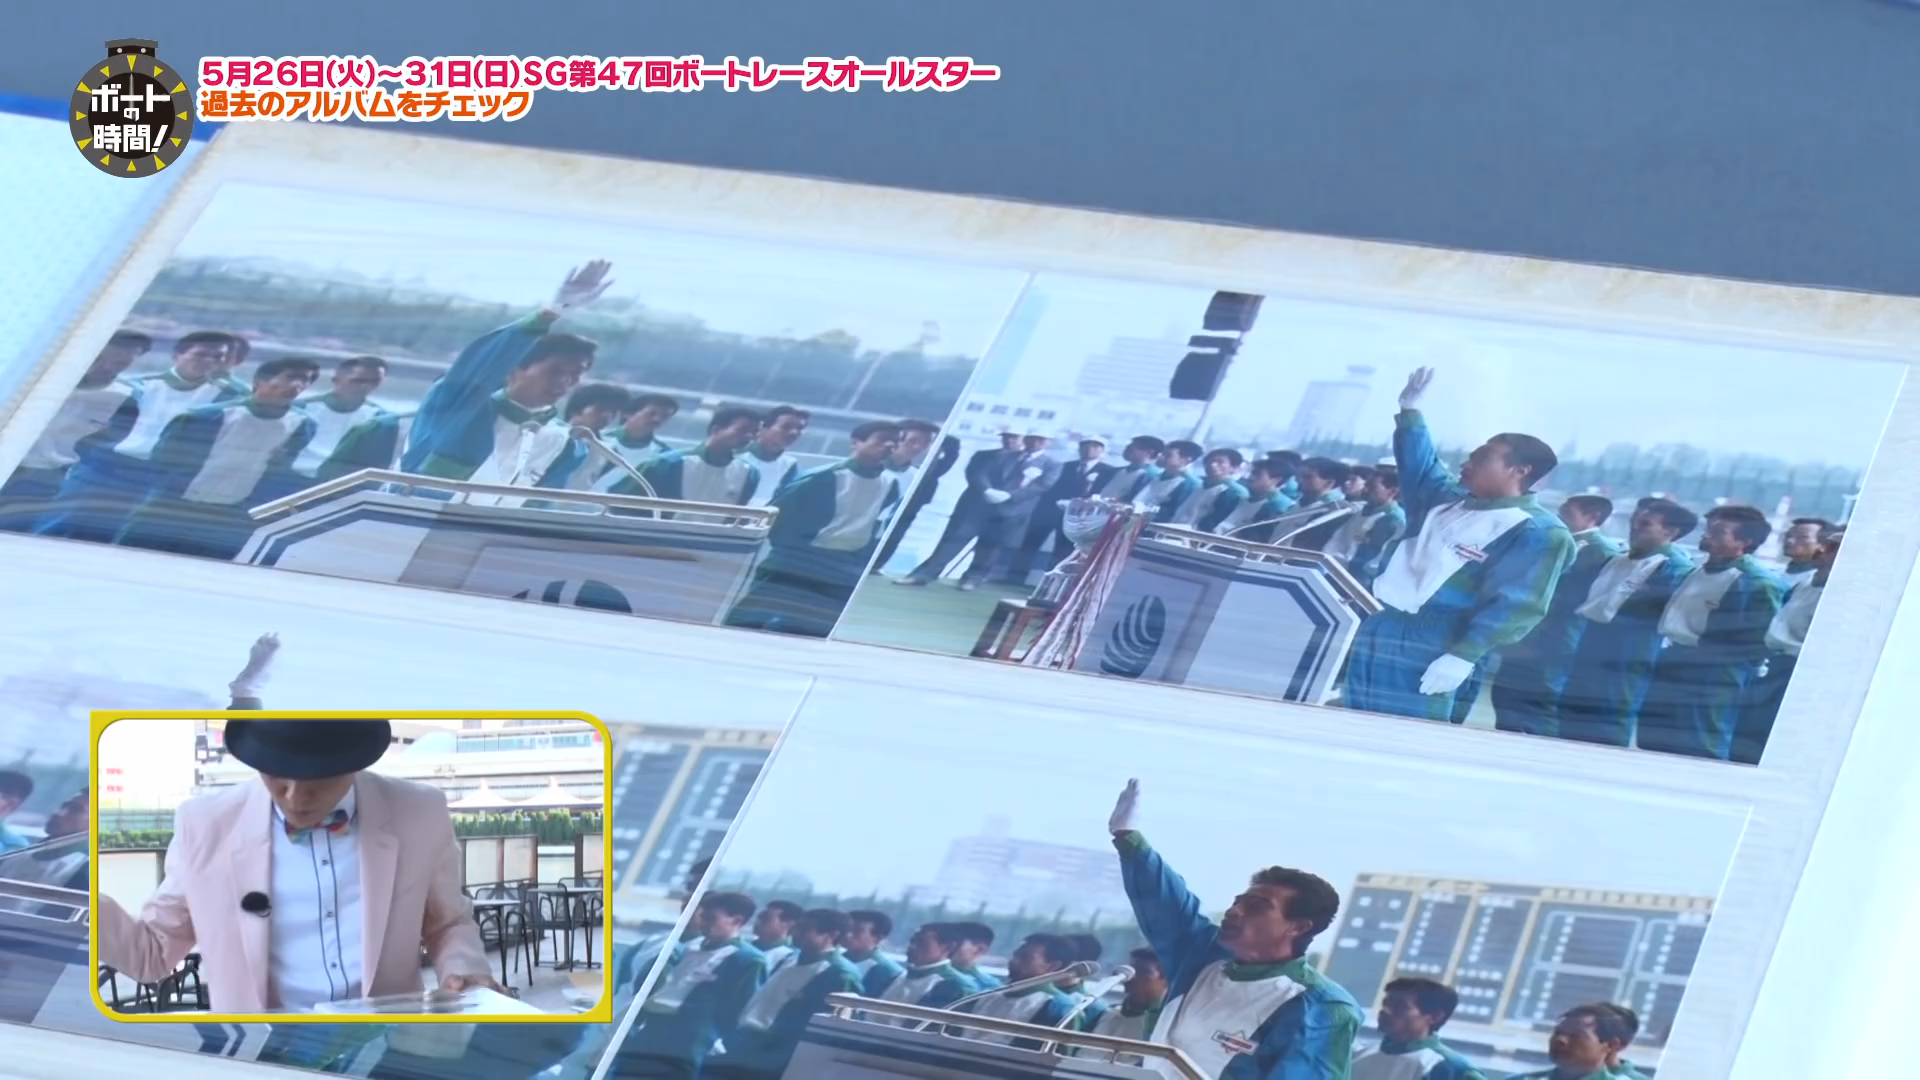 ボートの時間!
5月26日(火)～31日(日)SG第47回ボートレースオールスター
過去のアルバムをチェック